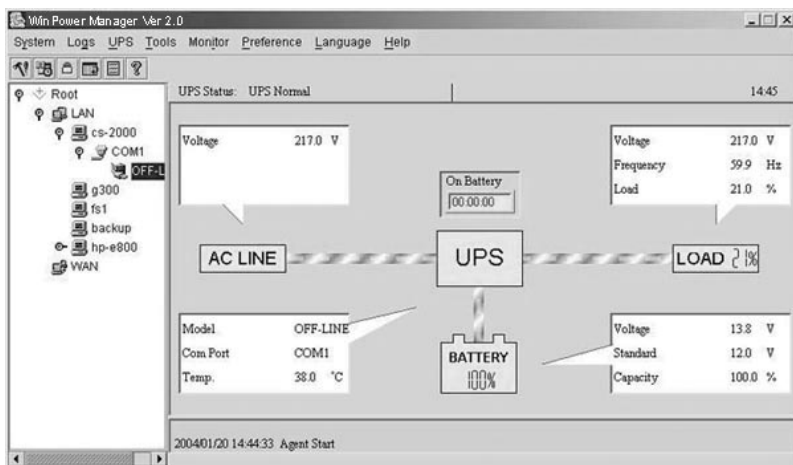 Win Power Manager Ver 2.0
System Logs UPS Tools Monitor Preference Language Help
Root
LAN
cs-2000
COM1
OFF-L
g300
fs1
backup
hp-e800
WAN
UPS Status: UPS Normal 14:45
Voltage 217.0 V
On Battery
00:00:00
Voltage 217.0 V
Frequency 59.9 Hz
Load 21.0 %
AC LINE
UPS
LOAD 21%
Model OFF-LINE
Com Port COM1
Temp. 38.0 °C
BATTERY
100%
Voltage 13.8 V
Standard 12.0 V
Capacity 100.0 %
2004/01/20 14:44:33 Agent Start